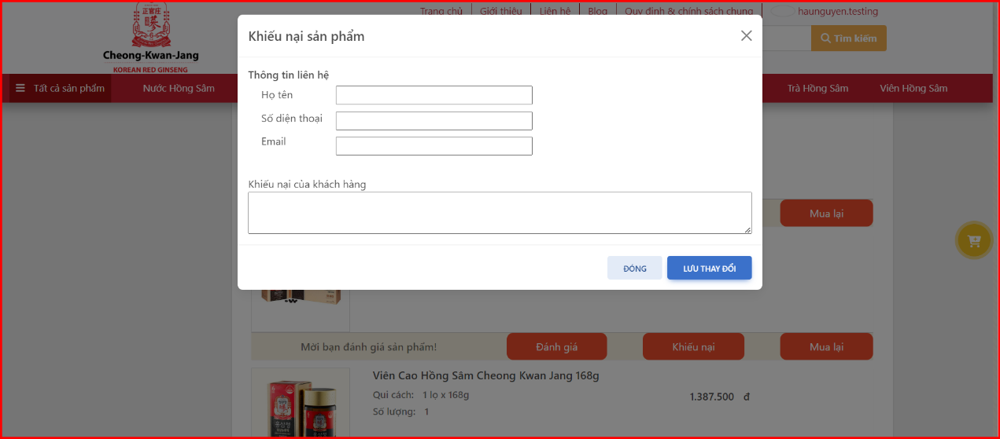 Trang chủ Giới thiệu Liên hệ Blog Quy định & chính sách chung haunguyen.testing
正官庄
Cheong-Kwan-Jang
KOREAN RED GINSENG
Tìm kiếm
Tất cả sản phẩm Nước Hồng Sâm Trà Hồng Sâm Viên Hồng Sâm
Khiếu nại sản phẩm
Thông tin liên hệ
Họ tên
Số diện thoại
Email
Khiếu nại của khách hàng
ĐÓNG LƯU THAY ĐỔI
Mua lại
Mời bạn đánh giá sản phẩm! Đánh giá Khiếu nại Mua lại
Viên Cao Hồng Sâm Cheong Kwan Jang 168g
Qui cách: 1 lọ x 168g
1.387.500 đ
Số lượng: 1